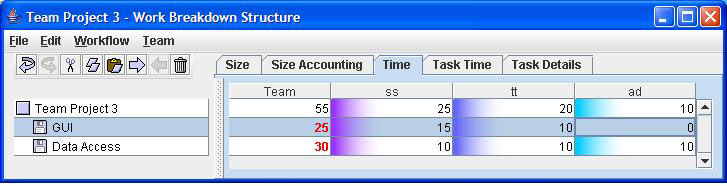 Team Project 3 - Work Breakdown Structure
File Edit Workflow Team
Size Size Accounting Time Task Time Task Details
Team ss tt ad
Team Project 3 55 25 20 10
GUI 25 15 10 0
Data Access 30 10 10 10